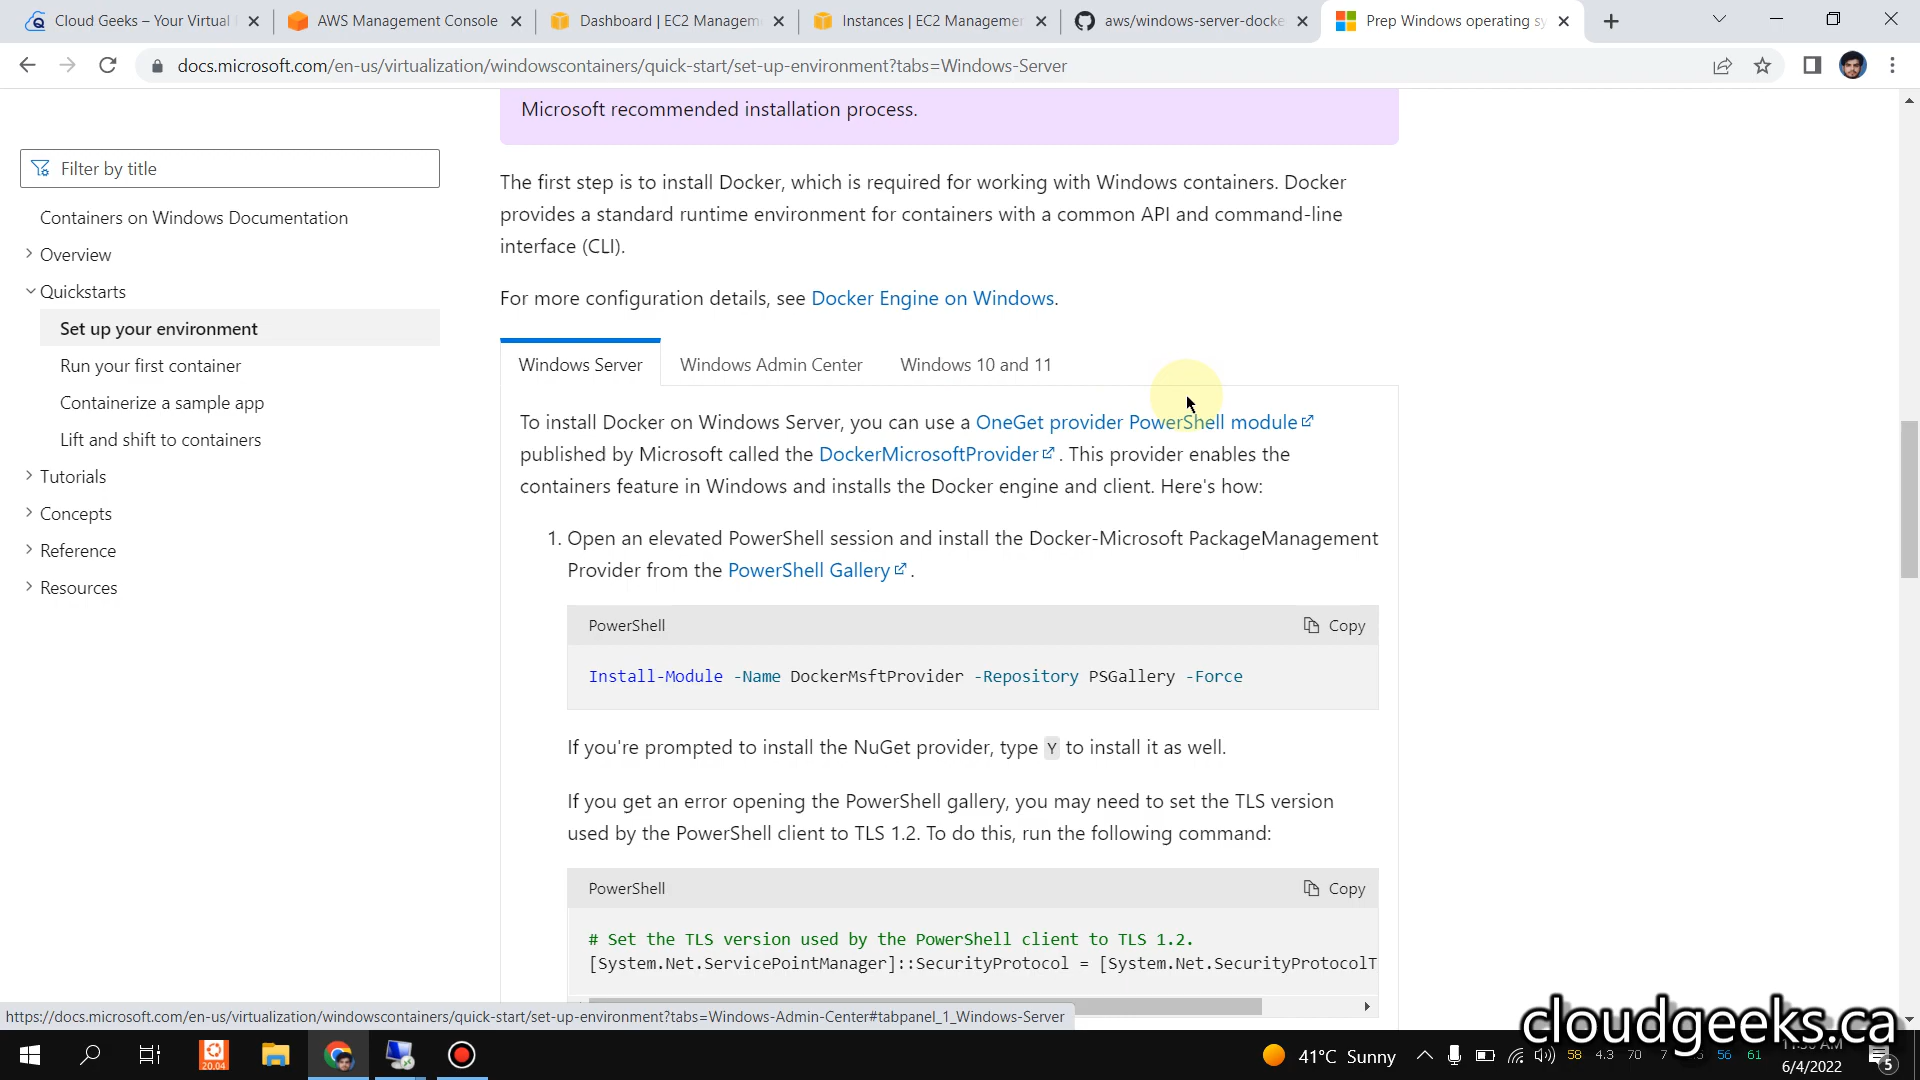 Cloud Geeks – Your Virtual
AWS Management Console
Dashboard | EC2 Managem
Instances | EC2 Managemen
aws/windows-server-docke
Prep Windows operating sy
docs.microsoft.com/en-us/virtualization/windowscontainers/quick-start/set-up-environment?tabs=Windows-Server
Filter by title
Containers on Windows Documentation
Overview
Quickstarts
Set up your environment
Run your first container
Containerize a sample app
Lift and shift to containers
Tutorials
Concepts
Reference
Resources
Microsoft recommended installation process.
The first step is to install Docker, which is required for working with Windows containers. Docker
provides a standard runtime environment for containers with a common API and command-line
interface (CLI).
For more configuration details, see Docker Engine on Windows.
Windows Server
Windows Admin Center
Windows 10 and 11
To install Docker on Windows Server, you can use a OneGet provider PowerShell module
published by Microsoft called the DockerMicrosoftProvider . This provider enables the
containers feature in Windows and installs the Docker engine and client. Here's how:
1. Open an elevated PowerShell session and install the Docker-Microsoft PackageManagement
Provider from the PowerShell Gallery .
PowerShell
Copy
Install-Module -Name DockerMsftProvider -Repository PSGallery -Force
If you're prompted to install the NuGet provider, type Y to install it as well.
If you get an error opening the PowerShell gallery, you may need to set the TLS version
used by the PowerShell client to TLS 1.2. To do this, run the following command:
PowerShell
Copy
# Set the TLS version used by the PowerShell client to TLS 1.2.
[System.Net.ServicePointManager]::SecurityProtocol = [System.Net.SecurityProtocolT
https://docs.microsoft.com/en-us/virtualization/windowscontainers/quick-start/set-up-environment?tabs=Windows-Admin-Center#tabpanel_1_Windows-Server
cloudgeeks.ca
20.04
41°C Sunny
58 4.3 70 7
56 61
6/4/2022
5